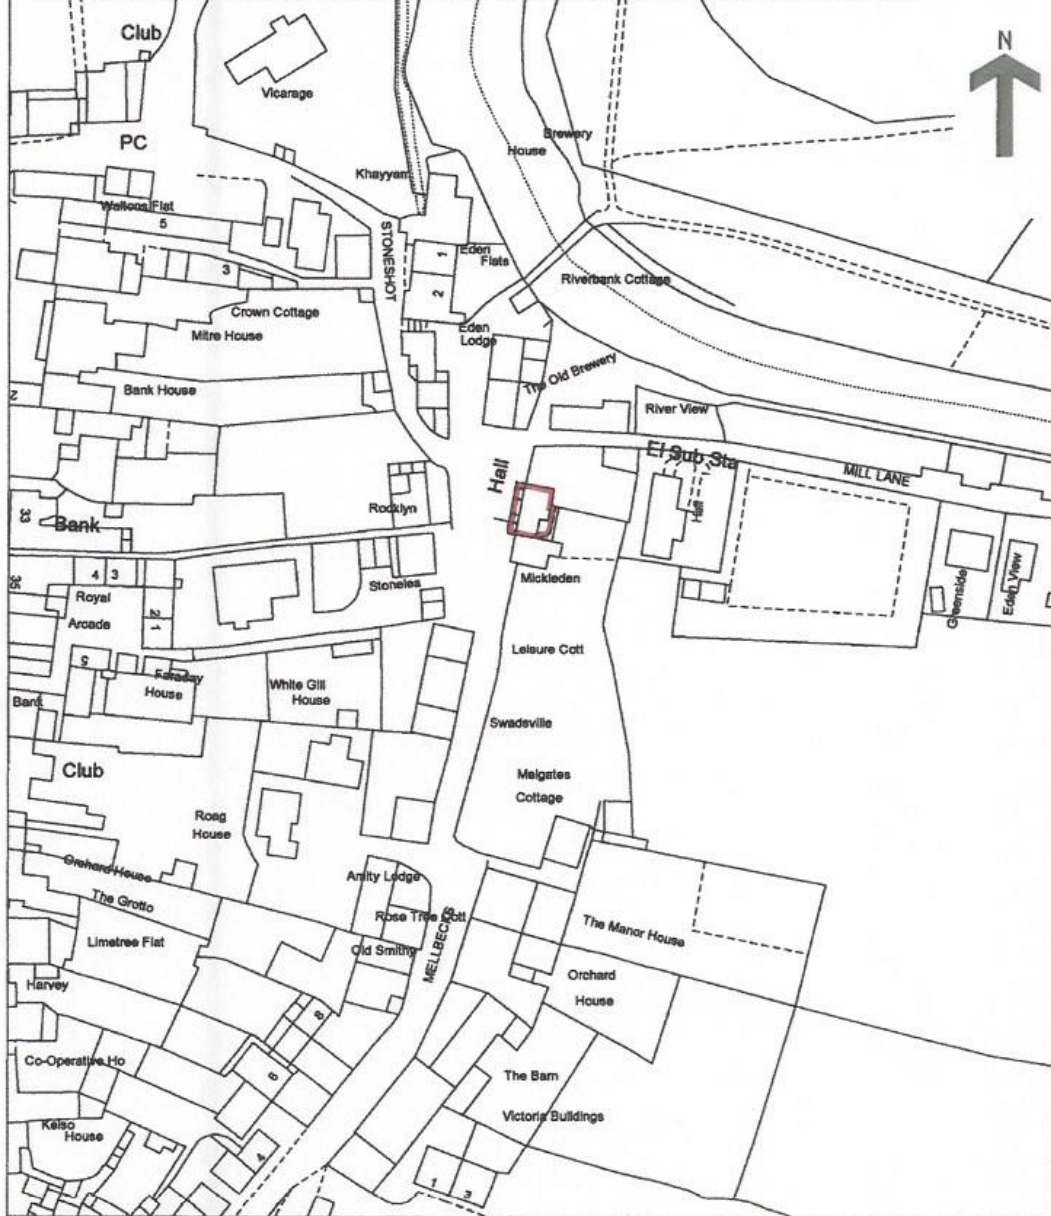 Club
Vicarage
N
Brewery
House
PC
Khayyam
Waltons Flat
5
STONESHOT
1
Eden
Flats
3
2
Riverbank Cottage
Crown Cottage
Mitre House
Eden
Lodge
The Old Brewery
Bank House
2
River View
El Sub Sta
MILL LANE
Hall
Hall
Rocklyn
33
Bank
Mickleden
Greenside
Eden View
35
4
3
Royal
Arcade
2
1
Stonelea
Leisure Cott
5
Faraday
House
White Gill
House
Bank
Swadsville
Club
Melgates
Cottage
Roag
House
Orchard House
Amity Lodge
The Grotto
Rose Tree Cott
The Manor House
Limetree Flat
Old Smithy
MELLBECKS
Harvey
Orchard
House
8
Co-Operative Ho
6
The Barn
Victoria Buildings
Kelso
House
4
1
3